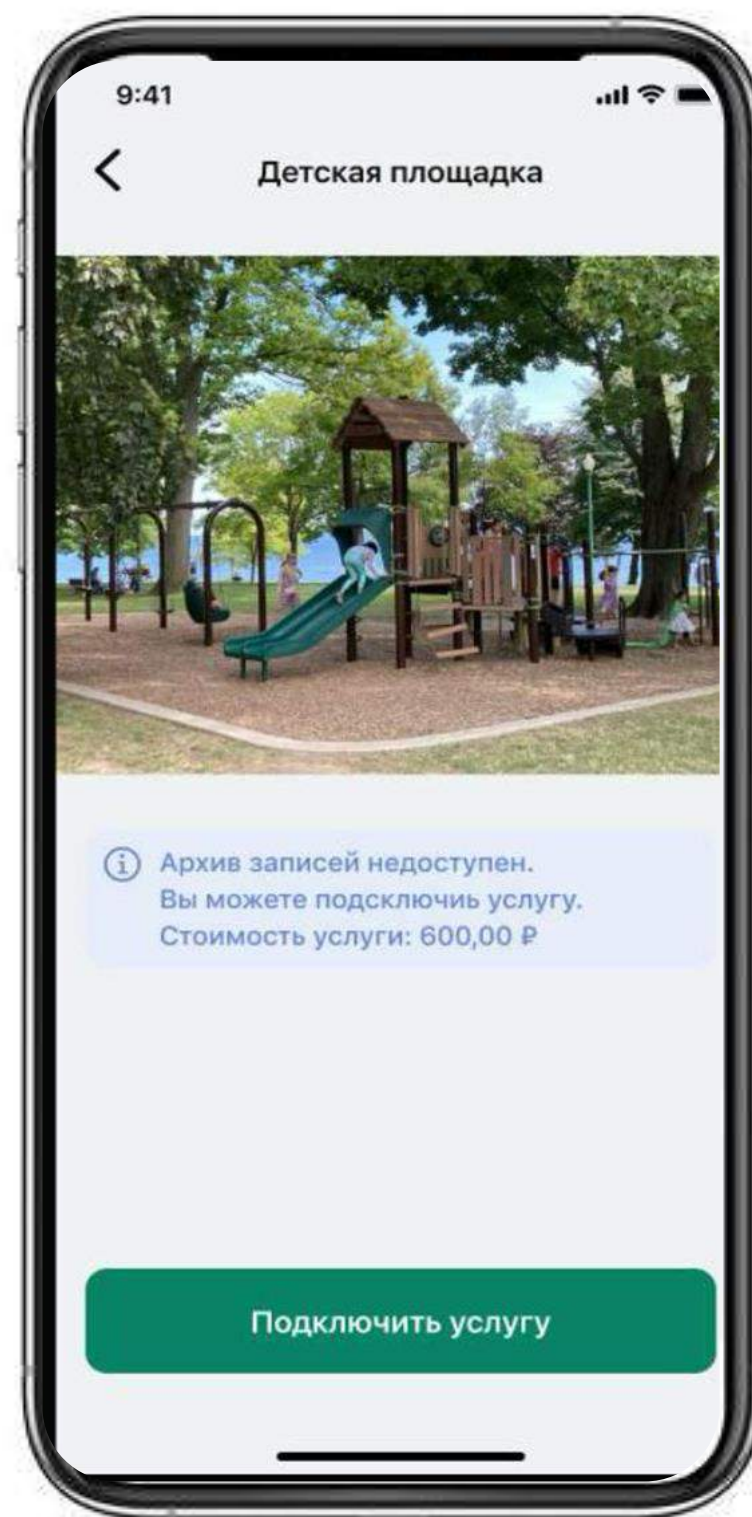 9:41
Детская площадка
Архив записей недоступен.
Вы можете подсключиь услугу.
Стоимость услуги: 600,00 ₽
Подключить услугу